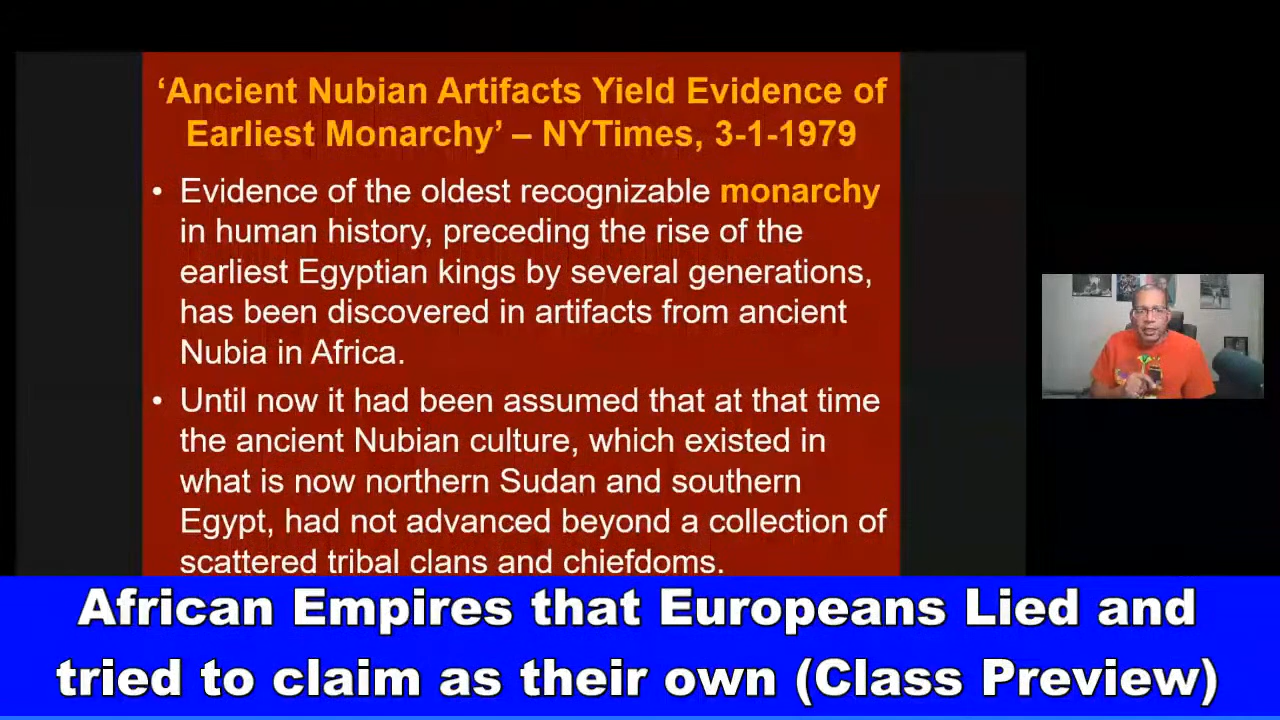 ‘Ancient Nubian Artifacts Yield Evidence of
Earliest Monarchy’ – NYTimes, 3-1-1979
• Evidence of the oldest recognizable monarchy
in human history, preceding the rise of the
earliest Egyptian kings by several generations,
has been discovered in artifacts from ancient
Nubia in Africa.
• Until now it had been assumed that at that time
the ancient Nubian culture, which existed in
what is now northern Sudan and southern
Egypt, had not advanced beyond a collection of
scattered tribal clans and chiefdoms.
African Empires that Europeans Lied and
tried to claim as their own (Class Preview)